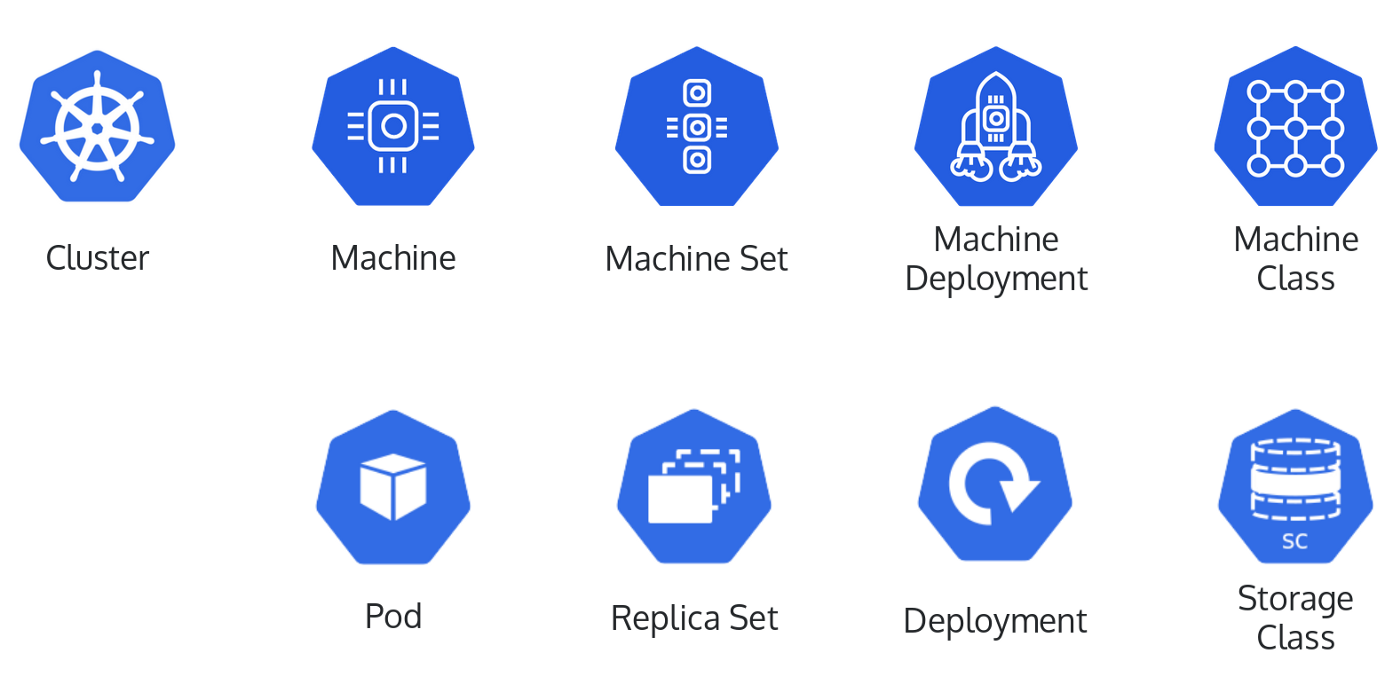 Cluster
Machine
Machine Set
Machine
Deployment
Machine
Class
Pod
Replica Set
Deployment
SC
Storage
Class